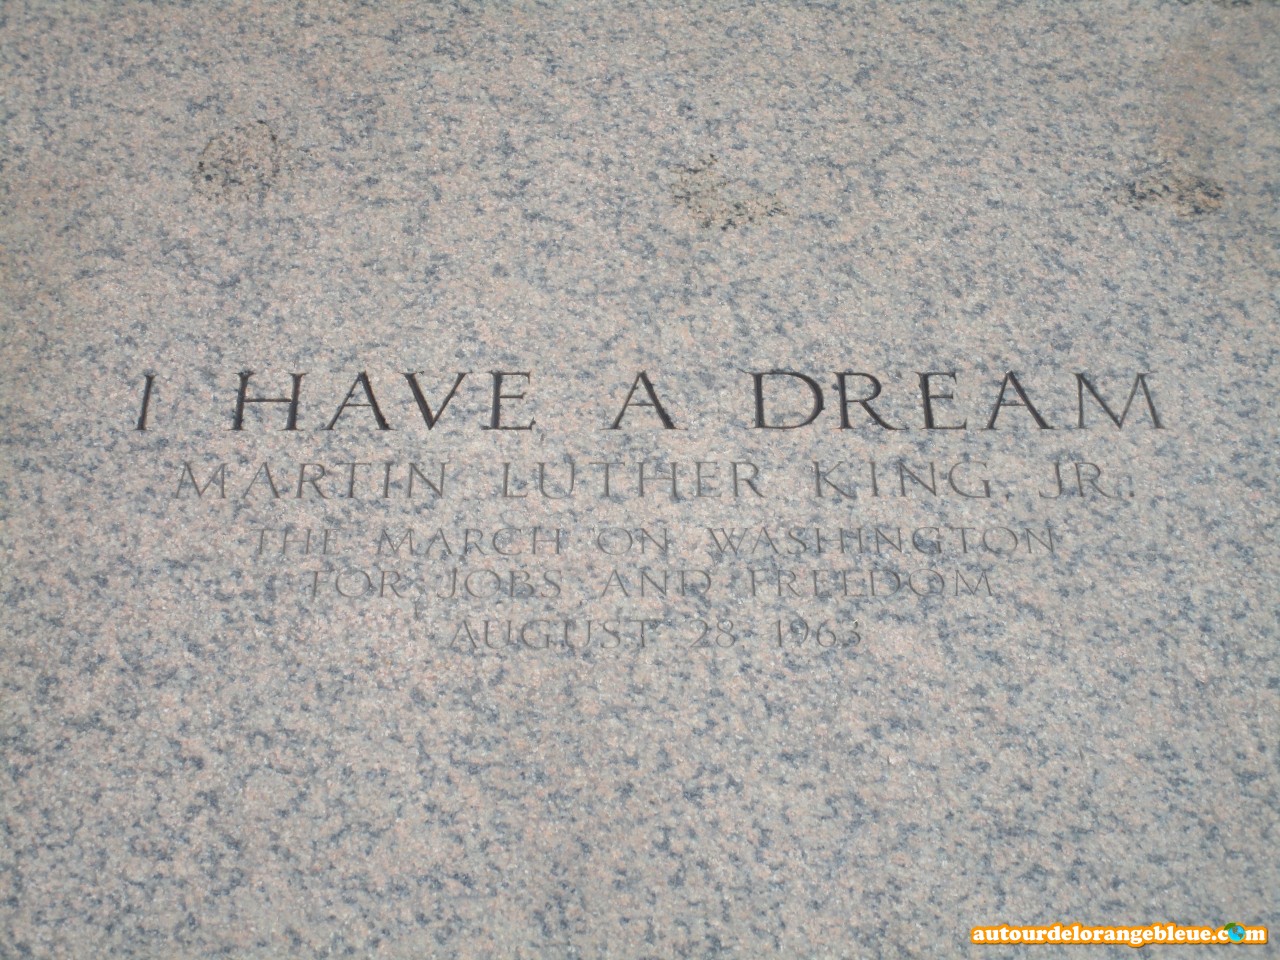 I HAVE A DREAM
MARTIN LUTHER KING, JR.
THE MARCH ON WASHINGTON
FOR JOBS AND FREEDOM
AUGUST 28 1963
autourdelorangebleue.com